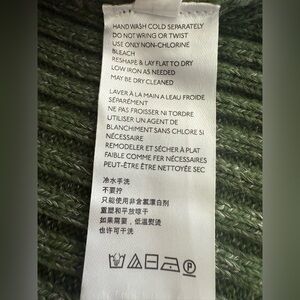 HAND WASH COLD SEPARATELY
DO NOT WRING OR TWIST
USE ONLY NON-CHLORINE
BLEACH
RESHAPE & LAY FLAT TO DRY
LOW IRON AS NEEDED
MAY BE DRY CLEANED
LAVER À LA MAIN A LEAU FROIDE
SÉPARÉMENT
NE PAS FROISSER NI TORDRE
UTILISER UN AGENT DE
BLANCHIMENT SANS CHLORE SI
NÉCESSAIRE
REMODELER ET SÉCHER À PLAT
FAIBLE COMME FER NÉCESSAIRES
PEUT-ÊTRE ÊTRE NETTOYÉE SEC
冷水手洗
不要拧
只能使用非含氯漂白剂
重塑和平放晾干
如果需要，低温熨烫
也许可干洗
P